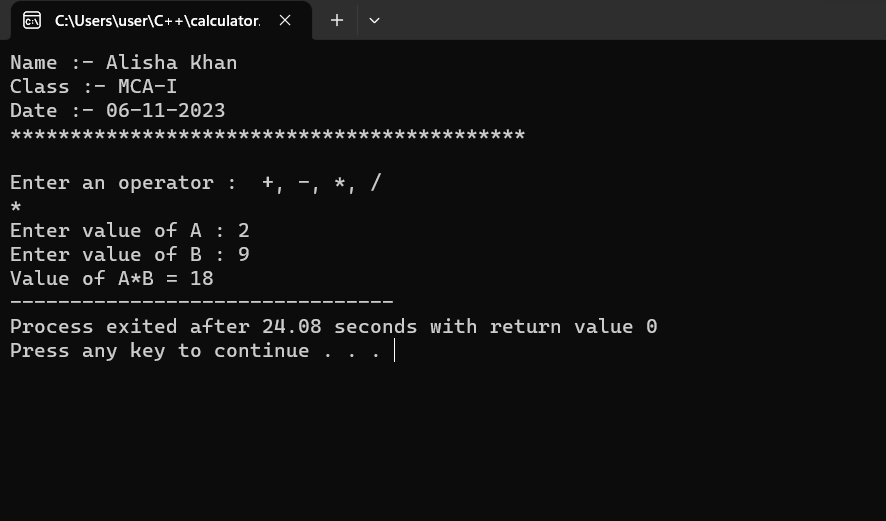 C:\Users\user\C++\calculator.
Name :- Alisha Khan
Class :- MCA-I
Date :- 06-11-2023
*******************************************

Enter an operator :  +, -, *, /
*
Enter value of A : 2
Enter value of B : 9
Value of A*B = 18
--------------------------------
Process exited after 24.08 seconds with return value 0
Press any key to continue . . .